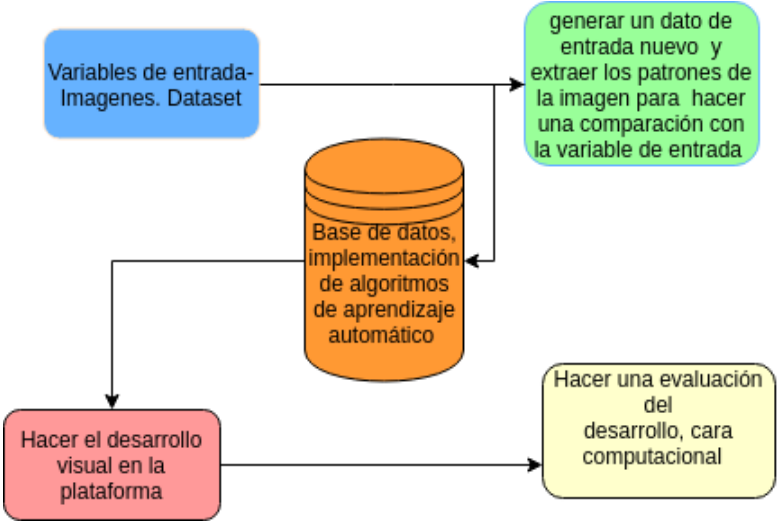 Variables de entrada-
Imagenes. Dataset
generar un dato de
entrada nuevo y
extraer los patrones de
la imagen para hacer
una comparación con
la variable de entrada
Base de datos,
implementación
de algoritmos
de aprendizaje
automático
Hacer el desarrollo
visual en la
plataforma
Hacer una evaluación
del
desarrollo, cara
computacional